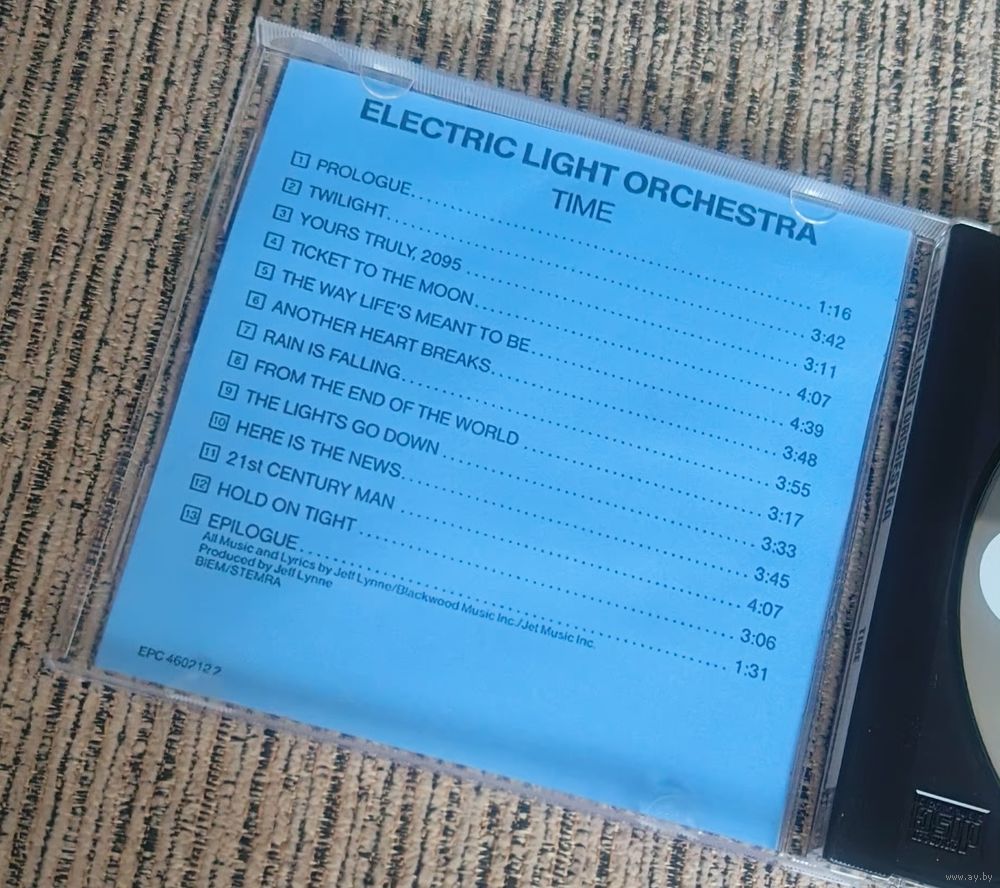 ELECTRIC LIGHT ORCHESTRA
TIME
1 PROLOGUE 1:16
2 TWILIGHT 3:42
3 YOURS TRULY, 2095 3:11
4 TICKET TO THE MOON 4:07
5 THE WAY LIFE'S MEANT TO BE 4:39
6 ANOTHER HEART BREAKS 3:48
7 RAIN IS FALLING 3:55
8 FROM THE END OF THE WORLD 3:17
9 THE LIGHTS GO DOWN 3:33
10 HERE IS THE NEWS 3:45
11 21st CENTURY MAN 4:07
12 HOLD ON TIGHT 3:06
13 EPILOGUE 1:31
All Music and Lyrics by Jeff Lynne/Blackwood Music Inc./Jet Music Inc.
Produced by Jeff Lynne
BIEM/STEMRA
EPC 460212 2
disc
www.ay.by